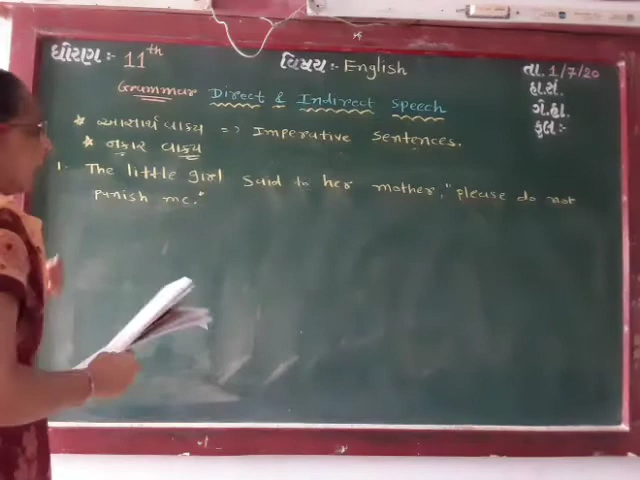 ધોરણ :- 11th
વિષય :- English
તા. 1/7/20
હા.સં.
ગે.હા.
કુલ :-
Grammar Direct & Indirect Speech
* આજ્ઞાર્થ વાક્ય => Imperative Sentences.
* નકાર વાક્ય
1. The little girl said to her mother, "please do not
punish me."